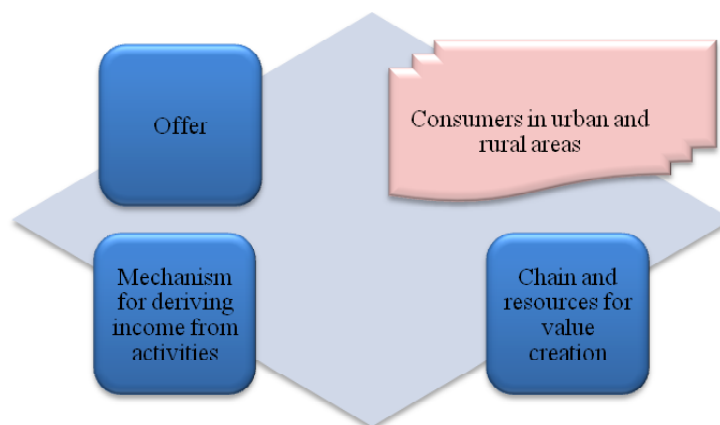 Offer
Consumers in urban and
rural areas
Mechanism
for deriving
income from
activities
Chain and
resources for
value
creation